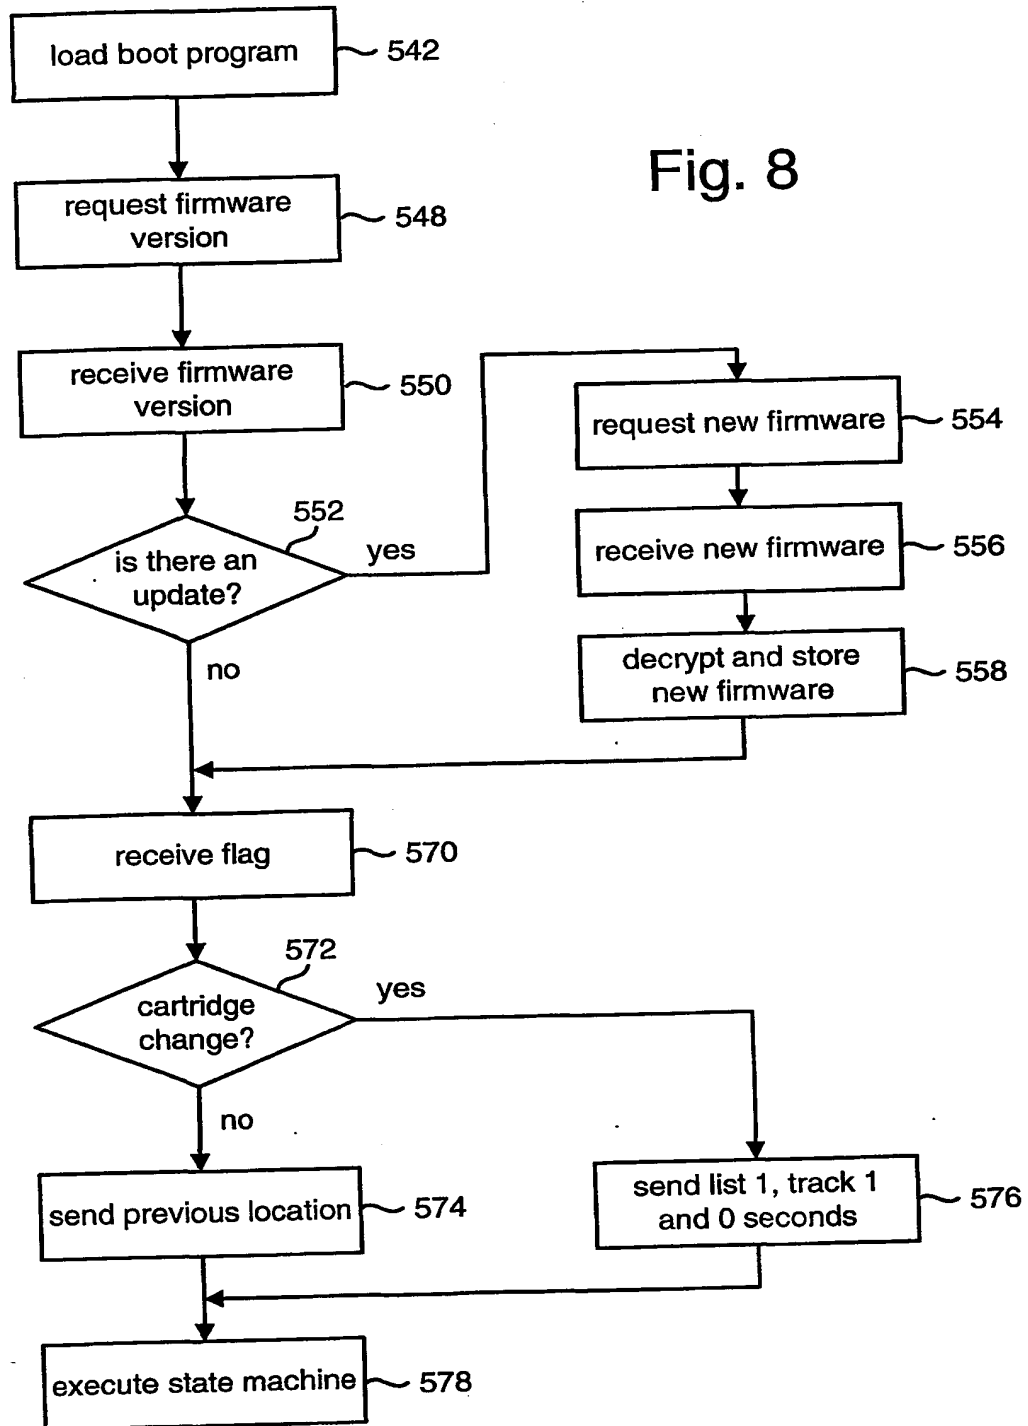 load boot program
542
Fig. 8
request firmware
version
548
receive firmware
version
550
request new firmware
554
552
is there an
update?
yes
no
receive new firmware
556
decrypt and store
new firmware
558
receive flag
570
572
cartridge
change?
yes
no
send previous location
574
send list 1, track 1
and 0 seconds
576
execute state machine
578